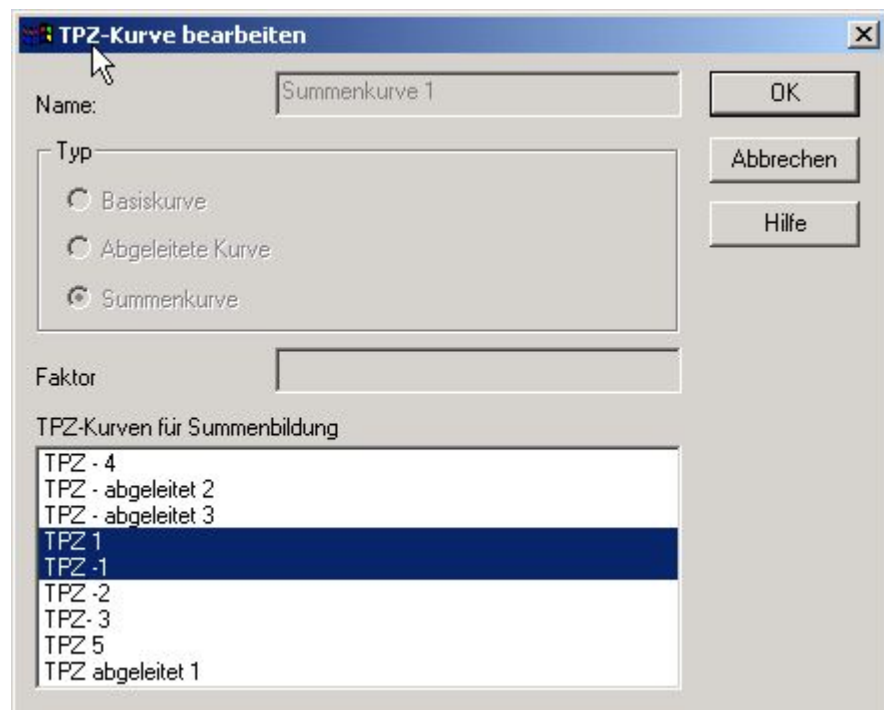 TPZ-Kurve bearbeiten
Name:
Summenkurve 1
OK
Typ
Abbrechen
Basiskurve
Hilfe
Abgeleitete Kurve
Summenkurve
Faktor
TPZ-Kurven für Summenbildung
TPZ - 4
TPZ - abgeleitet 2
TPZ - abgeleitet 3
TPZ 1
TPZ -1
TPZ -2
TPZ- 3
TPZ 5
TPZ abgeleitet 1